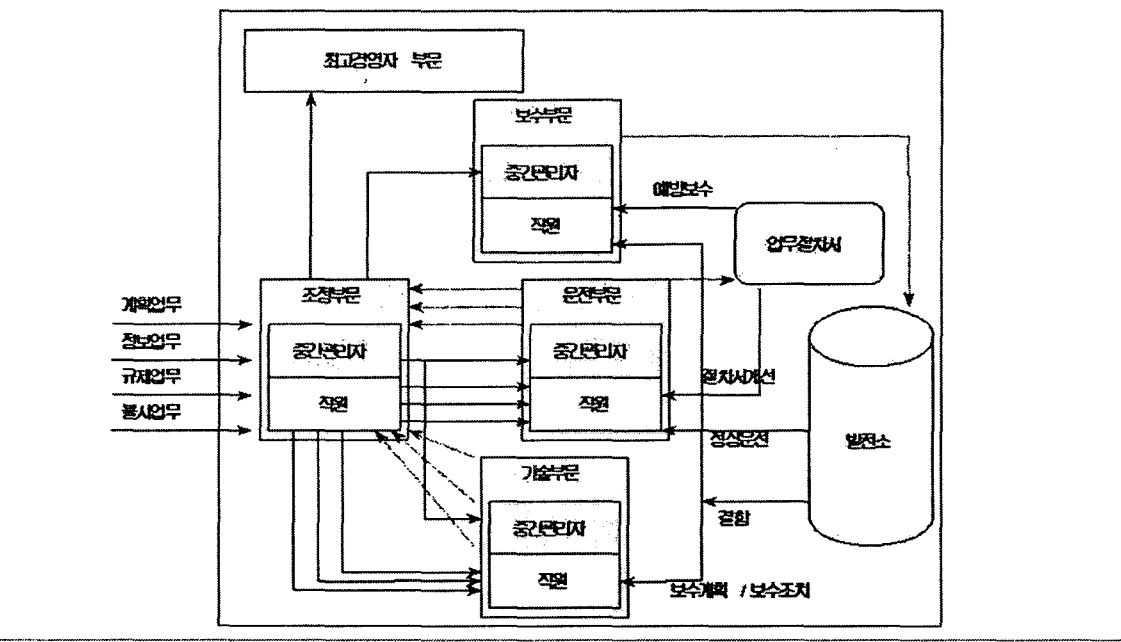 최고경영자 부문
보수부문
중간관리자
직원
예방보수
업무절차서
조정부문
운전부문
계획업무
정보업무
규제업무
불시업무
중간관리자
직원
중간관리자
직원
절차서개선
정상운전
발전소
기술부문
중간관리자
직원
결함
보수계획 / 보수조치